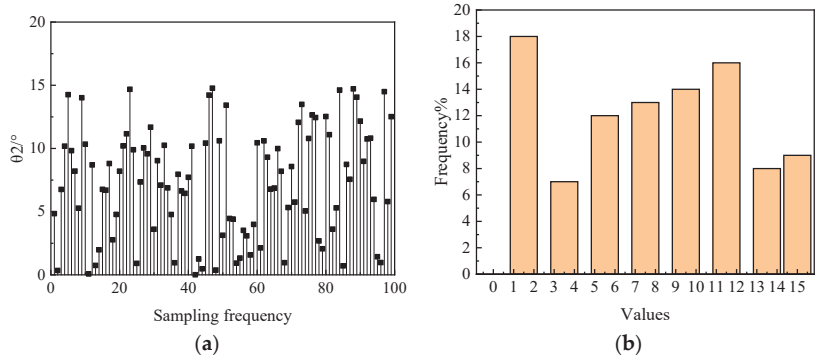 20
15
10
5
0
θ2/°
0 20 40 60 80 100
Sampling frequency
(a)
20
18
16
14
12
10
8
6
4
2
0
Frequency%
0 1 2 3 4 5 6 7 8 9 10 11 12 13 14 15
Values
(b)